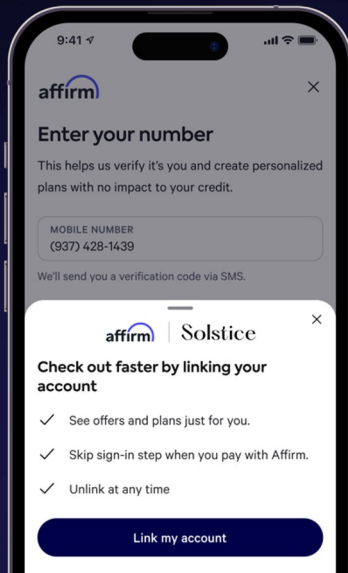 9:41
affirm
Enter your number
This helps us verify it's you and create personalized
plans with no impact to your credit.
MOBILE NUMBER
(937) 428-1439
We'll send you a verification code via SMS.
affirm | Solstice
Check out faster by linking your
account
See offers and plans just for you.
Skip sign-in step when you pay with Affirm.
Unlink at any time
Link my account